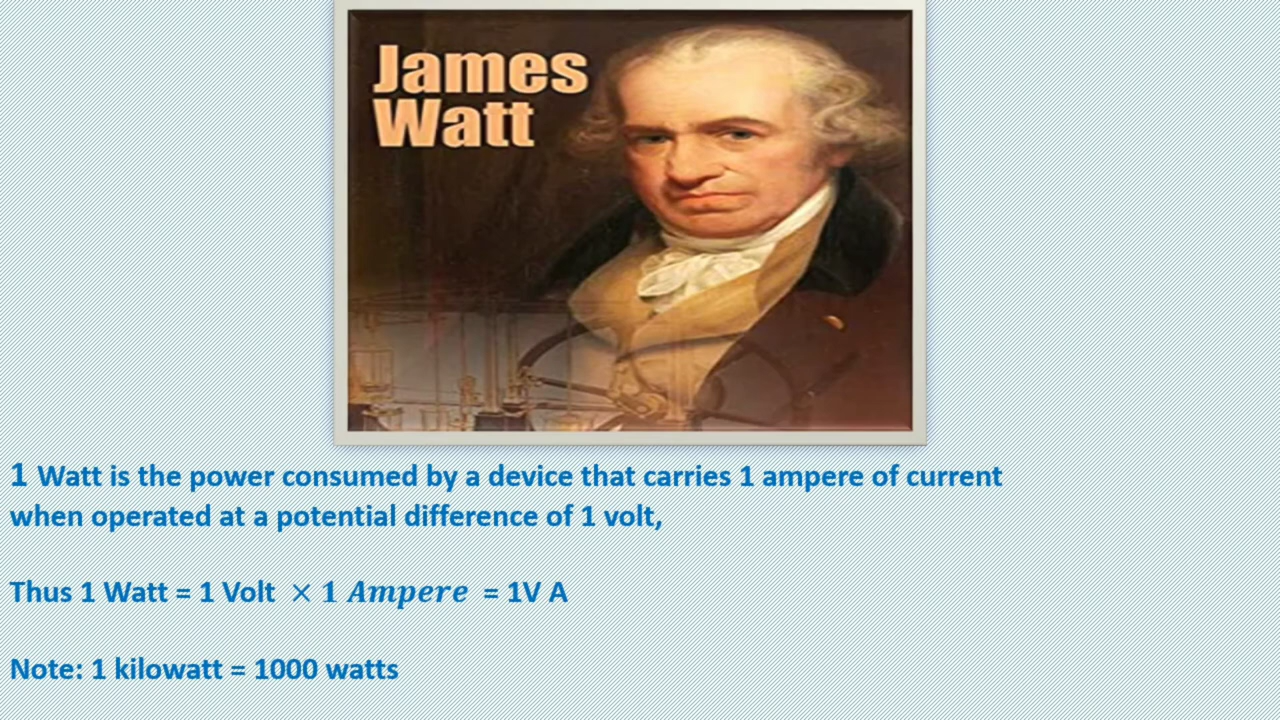 James
Watt
1 Watt is the power consumed by a device that carries 1 ampere of current
when operated at a potential difference of 1 volt,
Thus 1 Watt = 1 Volt × 1 Ampere = 1V A
Note: 1 kilowatt = 1000 watts